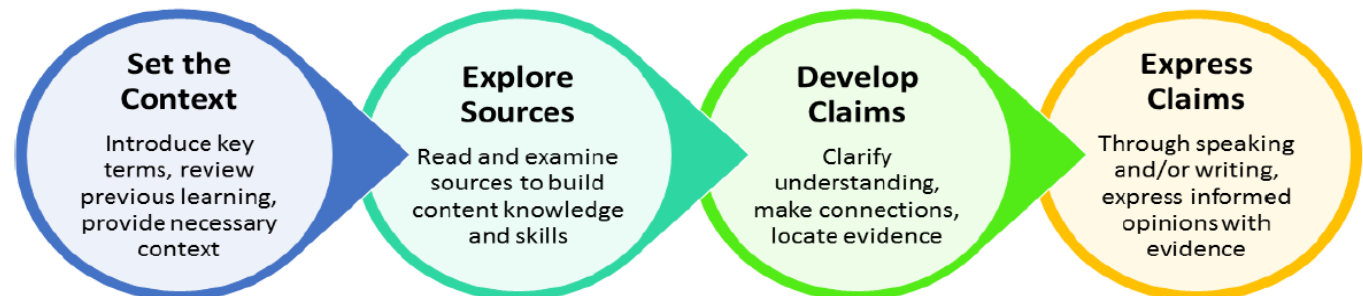 Set the
Context
Introduce key
terms, review
previous learning,
provide necessary
context
Explore
Sources
Read and examine
sources to build
content knowledge
and skills
Develop
Claims
Clarify
understanding,
make connections,
locate evidence
Express
Claims
Through speaking
and/or writing,
express informed
opinions with
evidence